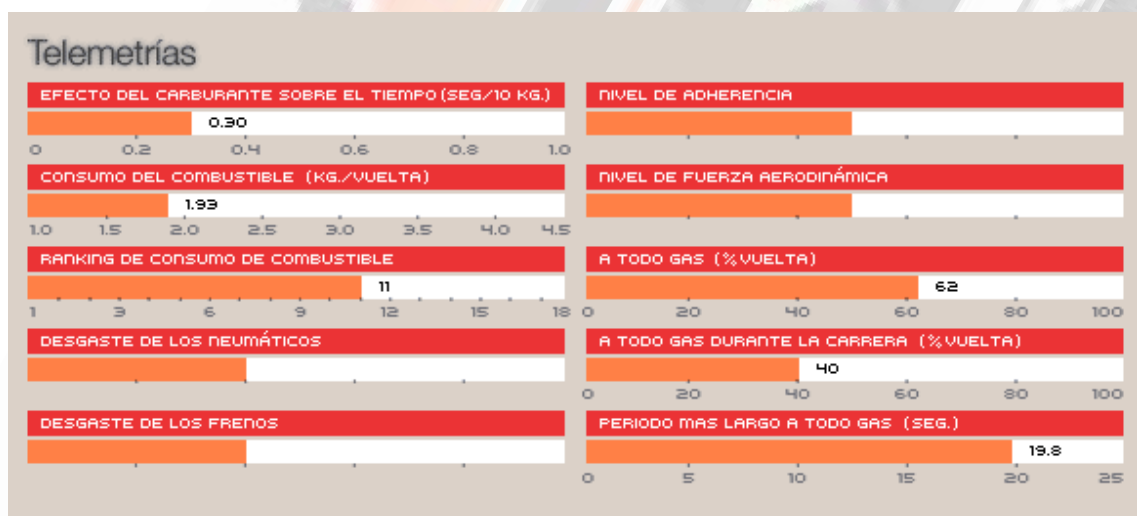 Telemetrías
EFECTO DEL CARBURANTE SOBRE EL TIEMPO (SEG/10 KG.)
0.30
0 0.2 0.4 0.6 0.8 1.0
CONSUMO DEL COMBUSTIBLE (KG./VUELTA)
1.93
1.0 1.5 2.0 2.5 3.0 3.5 4.0 4.5
RANKING DE CONSUMO DE COMBUSTIBLE
11
1 3 6 9 12 15 18
DESGASTE DE LOS NEUMÁTICOS
DESGASTE DE LOS FRENOS
NIVEL DE ADHERENCIA
NIVEL DE FUERZA AERODINÁMICA
A TODO GAS (%VUELTA)
62
0 20 40 60 80 100
A TODO GAS DURANTE LA CARRERA (%VUELTA)
40
0 20 40 60 80 100
PERIODO MAS LARGO A TODO GAS (SEG.)
19.8
0 5 10 15 20 25